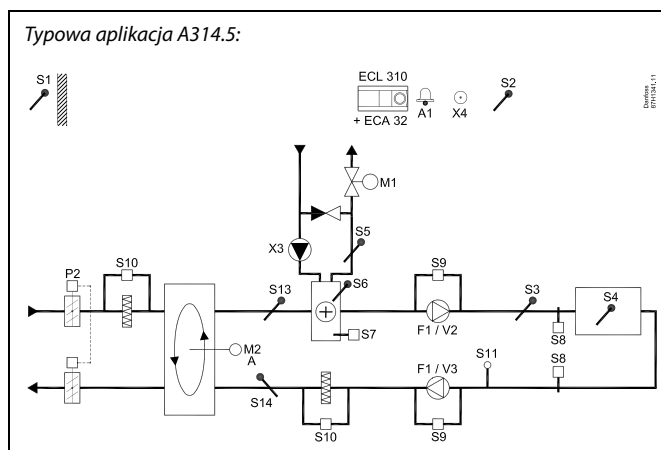 Typowa aplikacja A314.5:
S1
ECL 310
+ ECA 32
A1
X4
S2
Danfoss
87H1341.11
M1
X3
S5
S6
S7
P2
S10
S13
S9
F1 / V2
S3
S4
S8
M2
A
S14
S10
F1 / V3
S9
S11
S8